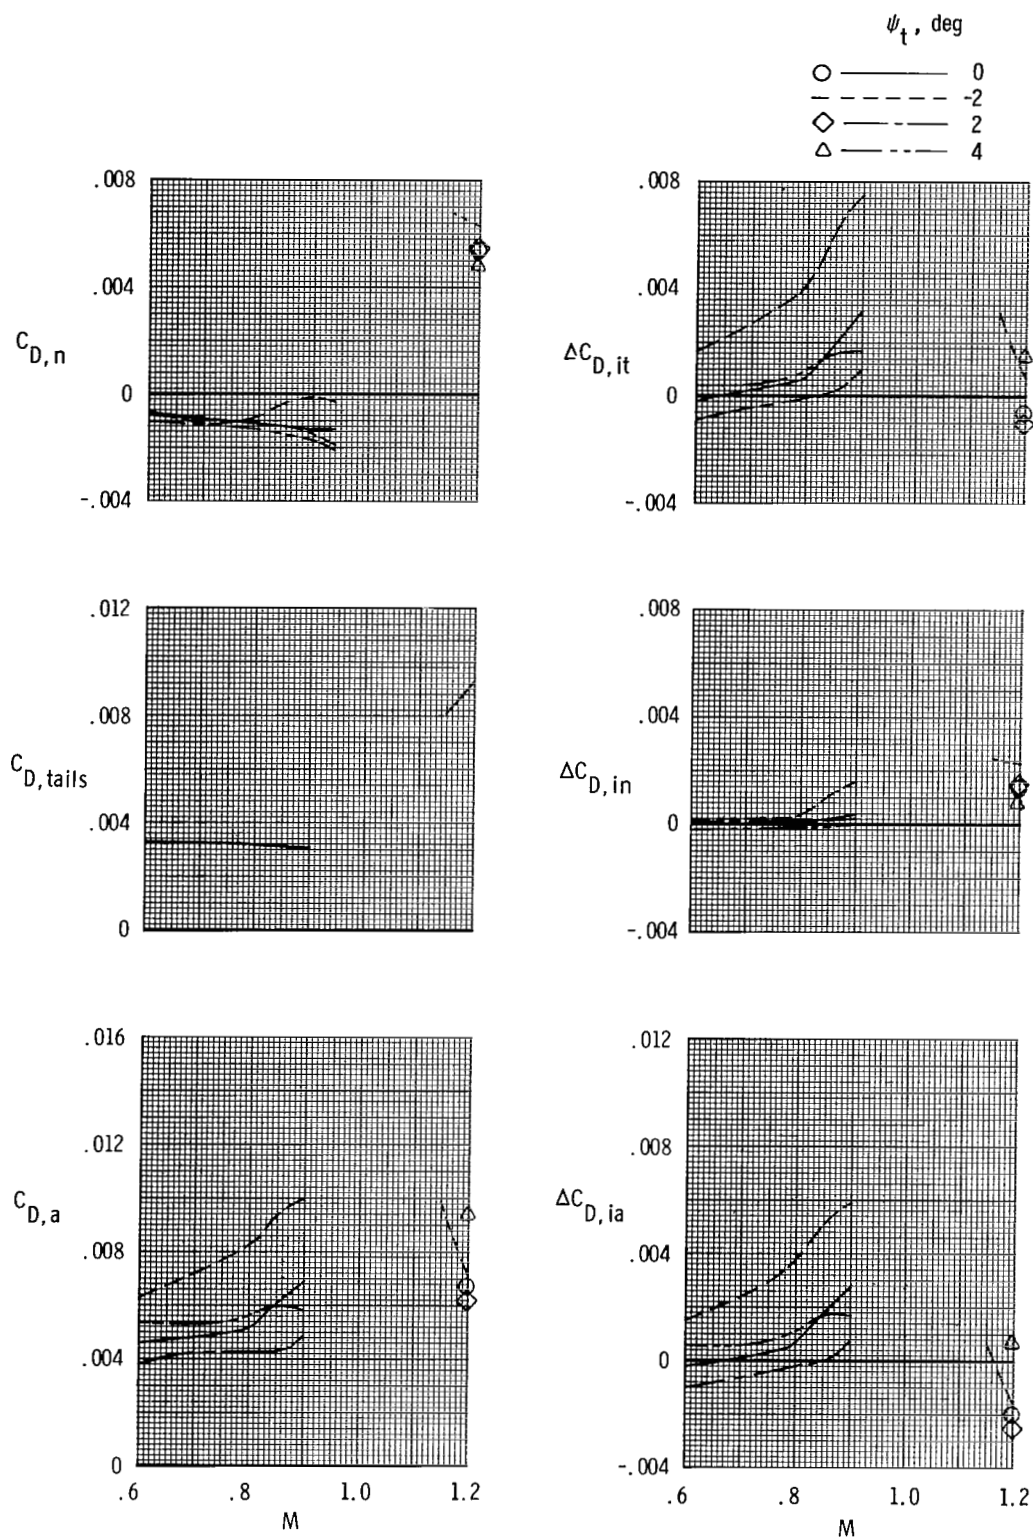 ψt, deg
0
-2
2
4
.008
.004
0
-.004
CD, n
.008
.004
0
-.004
ΔCD, it
.012
.008
.004
0
CD, tails
.008
.004
0
-.004
ΔCD, in
.016
.012
.008
.004
0
CD, a
.6 .8 1.0 1.2
M
.012
.008
.004
0
-.004
ΔCD, ia
.6 .8 1.0 1.2
M